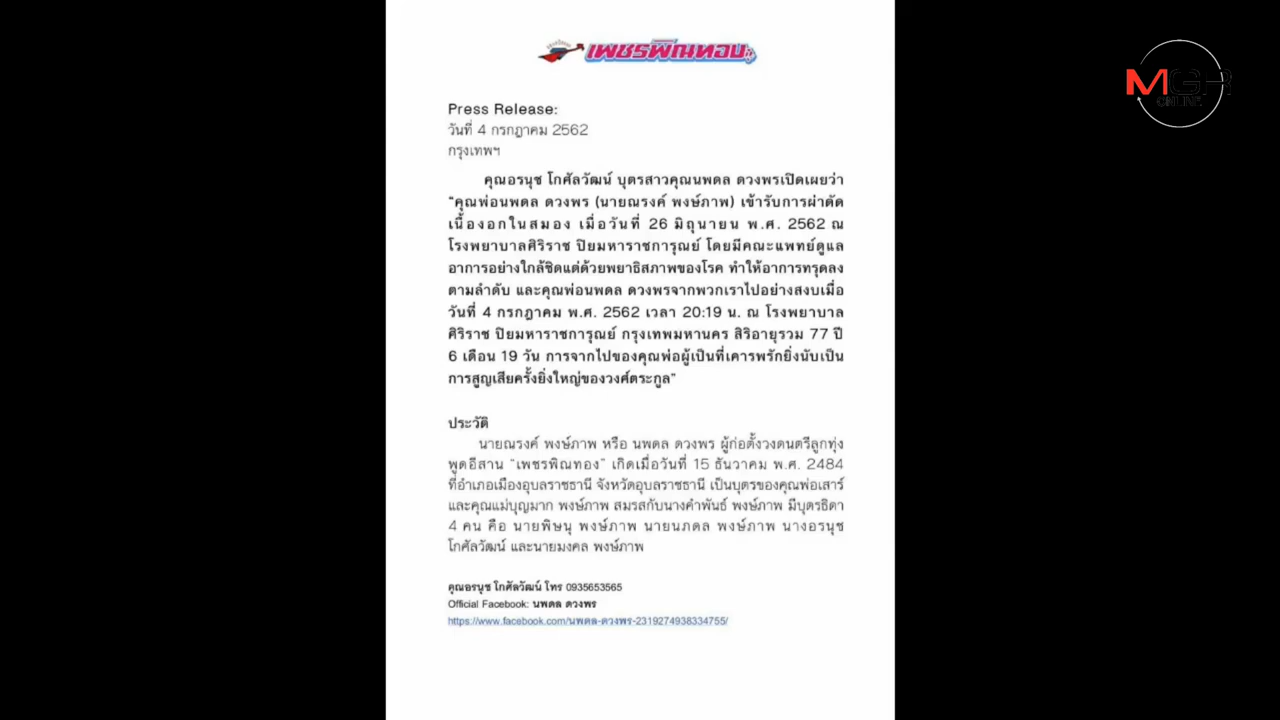 เพชรพิณทอง
MGR
ONLINE
Press Release:
วันที่ 4 กรกฎาคม 2562
กรุงเทพฯ
คุณอรนุช โกศัลวัฒน์ บุตรสาวคุณนพดล ดวงพรเปิดเผยว่า
“คุณพ่อนพดล ดวงพร (นายณรงค์ พงษ์ภาพ) เข้ารับการผ่าตัด
เนื้องอกในสมอง เมื่อวันที่ 26 มิถุนายน พ.ศ. 2562 ณ
โรงพยาบาลศิริราช ปิยมหาราชการุณย์ โดยมีคณะแพทย์ดูแล
อาการอย่างใกล้ชิดแต่ด้วยพยาธิสภาพของโรค ทำให้อาการทรุดลง
ตามลำดับ และคุณพ่อนพดล ดวงพรจากพวกเราไปอย่างสงบเมื่อ
วันที่ 4 กรกฎาคม พ.ศ. 2562 เวลา 20:19 น. ณ โรงพยาบาล
ศิริราช ปิยมหาราชการุณย์ กรุงเทพมหานคร สิริอายุรวม 77 ปี
6 เดือน 19 วัน การจากไปของคุณพ่อผู้เป็นที่เคารพรักยิ่งนับเป็น
การสูญเสียครั้งยิ่งใหญ่ของวงศ์ตระกูล”
ประวัติ
นายณรงค์ พงษ์ภาพ หรือ นพดล ดวงพร ผู้ก่อตั้งวงดนตรีลูกทุ่ง
พูดอีสาน “เพชรพิณทอง” เกิดเมื่อวันที่ 15 ธันวาคม พ.ศ. 2484
ที่อำเภอเมืองอุบลราชธานี จังหวัดอุบลราชธานี เป็นบุตรของคุณพ่อเสาร์
และคุณแม่บุญมาก พงษ์ภาพ สมรสกับนางคำพันธ์ พงษ์ภาพ มีบุตรธิดา
4 คน คือ นายพิษนุ พงษ์ภาพ นายนภดล พงษ์ภาพ นางอรนุช
โกศัลวัฒน์ และนายมงคล พงษ์ภาพ
คุณอรนุช โกศัลวัฒน์ โทร 0935653565
Official Facebook: นพดล ดวงพร
https://www.facebook.com/นพดล-ดวงพร-2319274938334755/